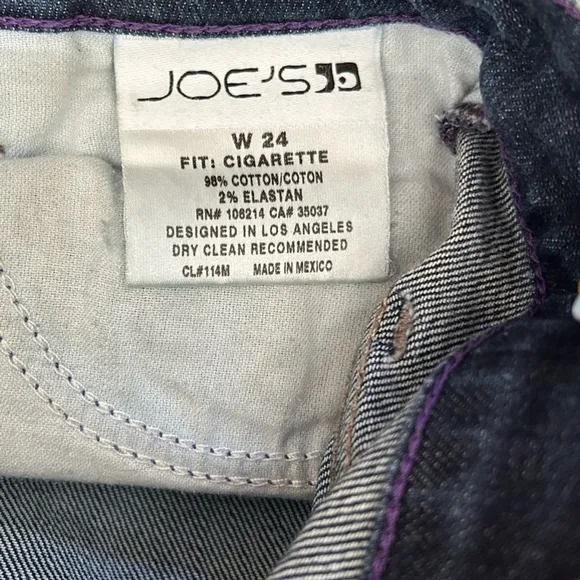 JOE'S
W 24
FIT: CIGARETTE
98% COTTON/COTON
2% ELASTAN
RN# 106214 CA# 35037
DESIGNED IN LOS ANGELES
DRY CLEAN RECOMMENDED
CL#114M MADE IN MEXICO